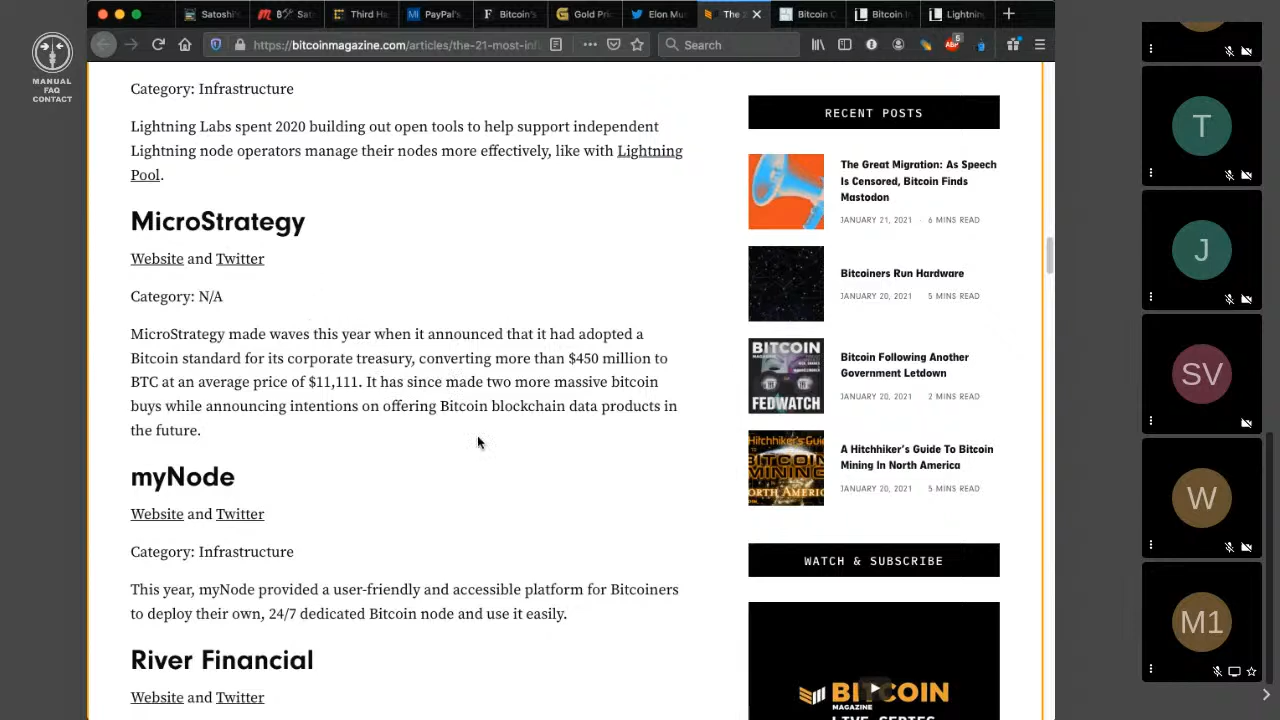 Satoshi
Sat
Third Ha
PayPal's
Bitcoin's
Gold Pri
Elon Mus
The 2
Bitcoin O
Bitcoin
Lightnin
https://bitcoinmagazine.com/articles/the-21-most-inf
Search
5
MANUAL
FAQ
CONTACT
Category: Infrastructure
Lightning Labs spent 2020 building out open tools to help support independent
Lightning node operators manage their nodes more effectively, like with Lightning
Pool.
MicroStrategy
Website and Twitter
Category: N/A
MicroStrategy made waves this year when it announced that it had adopted a
Bitcoin standard for its corporate treasury, converting more than $450 million to
BTC at an average price of $11,111. It has since made two more massive bitcoin
buys while announcing intentions on offering Bitcoin blockchain data products in
the future.
myNode
Website and Twitter
Category: Infrastructure
This year, myNode provided a user-friendly and accessible platform for Bitcoiners
to deploy their own, 24/7 dedicated Bitcoin node and use it easily.
River Financial
Website and Twitter
RECENT POSTS
The Great Migration: As Speech
Is Censored, Bitcoin Finds
Mastodon
JANUARY 21, 2021 · 6 MINS READ
Bitcoiners Run Hardware
JANUARY 20, 2021 5 MINS READ
BITCOIN
FEDWATCH
Bitcoin Following Another
Government Letdown
JANUARY 20, 2021 2 MINS READ
Hitchhiker's Guid
BITCOIN
MINING IN
NORTH AMERIC
A Hitchhiker's Guide To Bitcoin
Mining In North America
JANUARY 20, 2021 5 MINS READ
WATCH & SUBSCRIBE
BITCOIN
MAGAZINE
LIVE SERIES
T
J
SV
W
M1